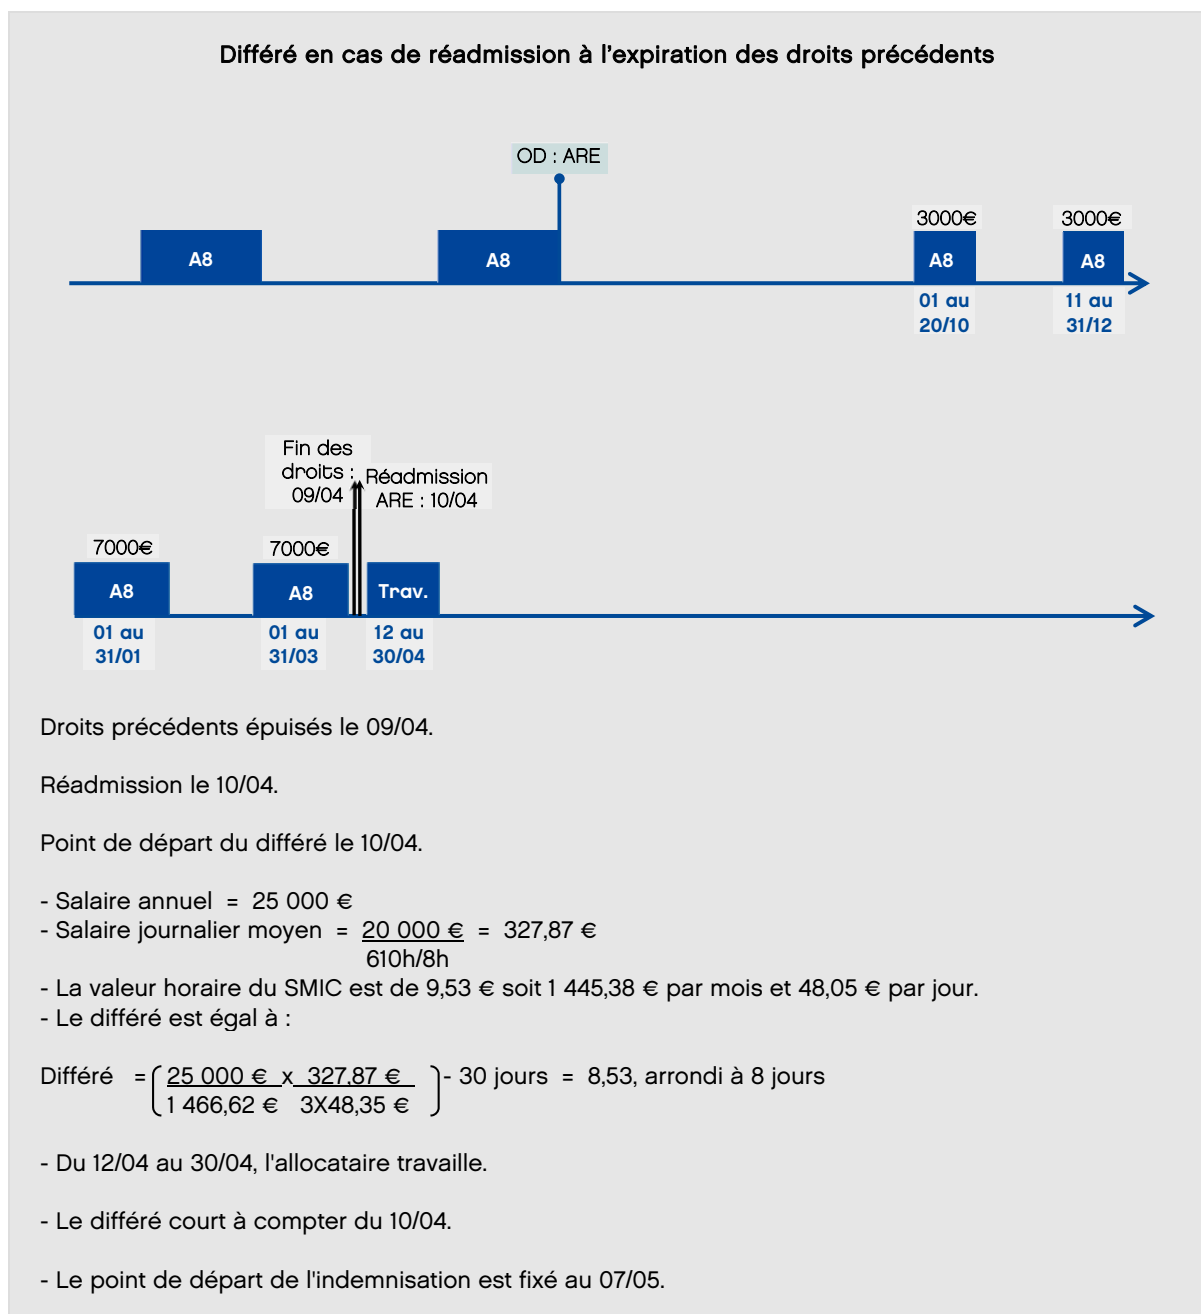 Différé en cas de réadmission à l'expiration des droits précédents
OD : ARE
3000€
3000€
A8
A8
A8
A8
01 au
20/10
11 au
31/12
Fin des
droits :
09/04
Réadmission
ARE : 10/04
7000€
7000€
A8
A8
Trav.
01 au
31/01
01 au
31/03
12 au
30/04
Droits précédents épuisés le 09/04.
Réadmission le 10/04.
Point de départ du différé le 10/04.
- Salaire annuel = 25 000 €
- Salaire journalier moyen = 20 000 € = 327,87 €
610h/8h
- La valeur horaire du SMIC est de 9,53 € soit 1 445,38 € par mois et 48,05 € par jour.
- Le différé est égal à :
Différé = ( 25 000 € x 327,87 € ) - 30 jours = 8,53, arrondi à 8 jours
1 466,62 € 3X48,35 €
- Du 12/04 au 30/04, l'allocataire travaille.
- Le différé court à compter du 10/04.
- Le point de départ de l'indemnisation est fixé au 07/05.